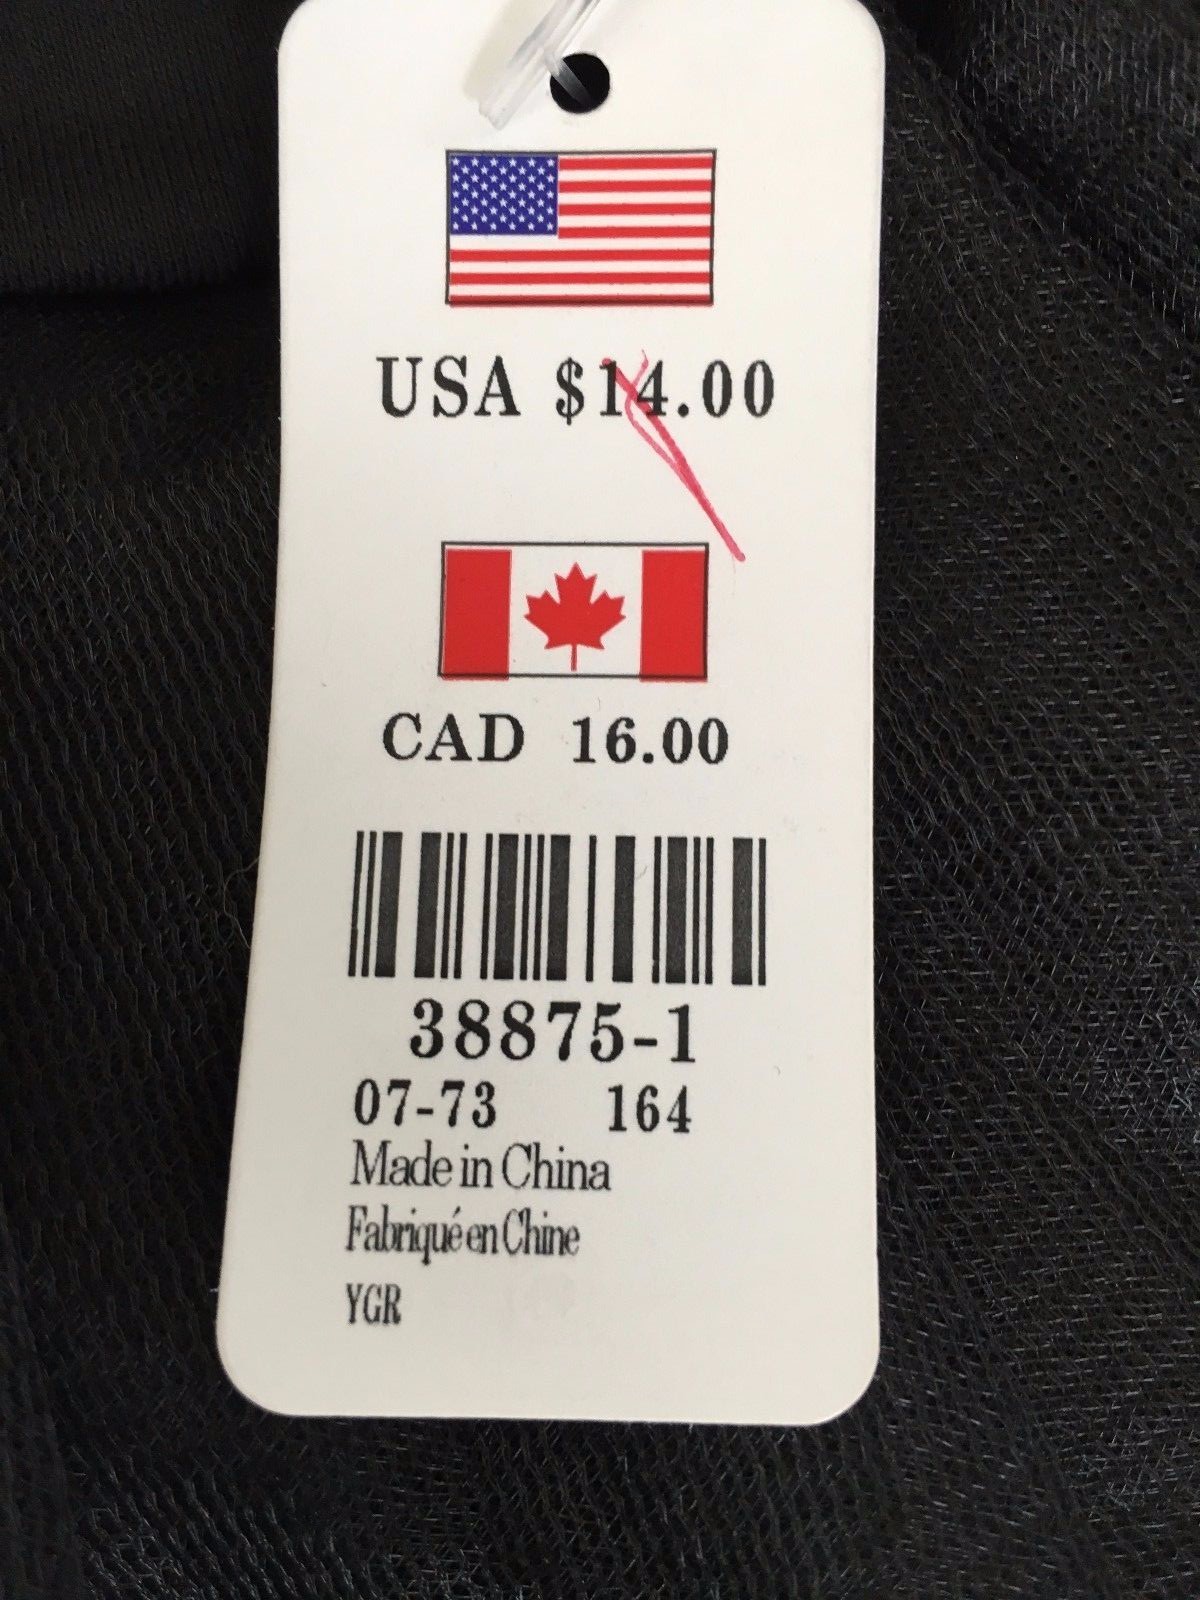 USA $14.00
CAD 16.00
38875-1
07-73 164
Made in China
Fabriqué en Chine
YGR